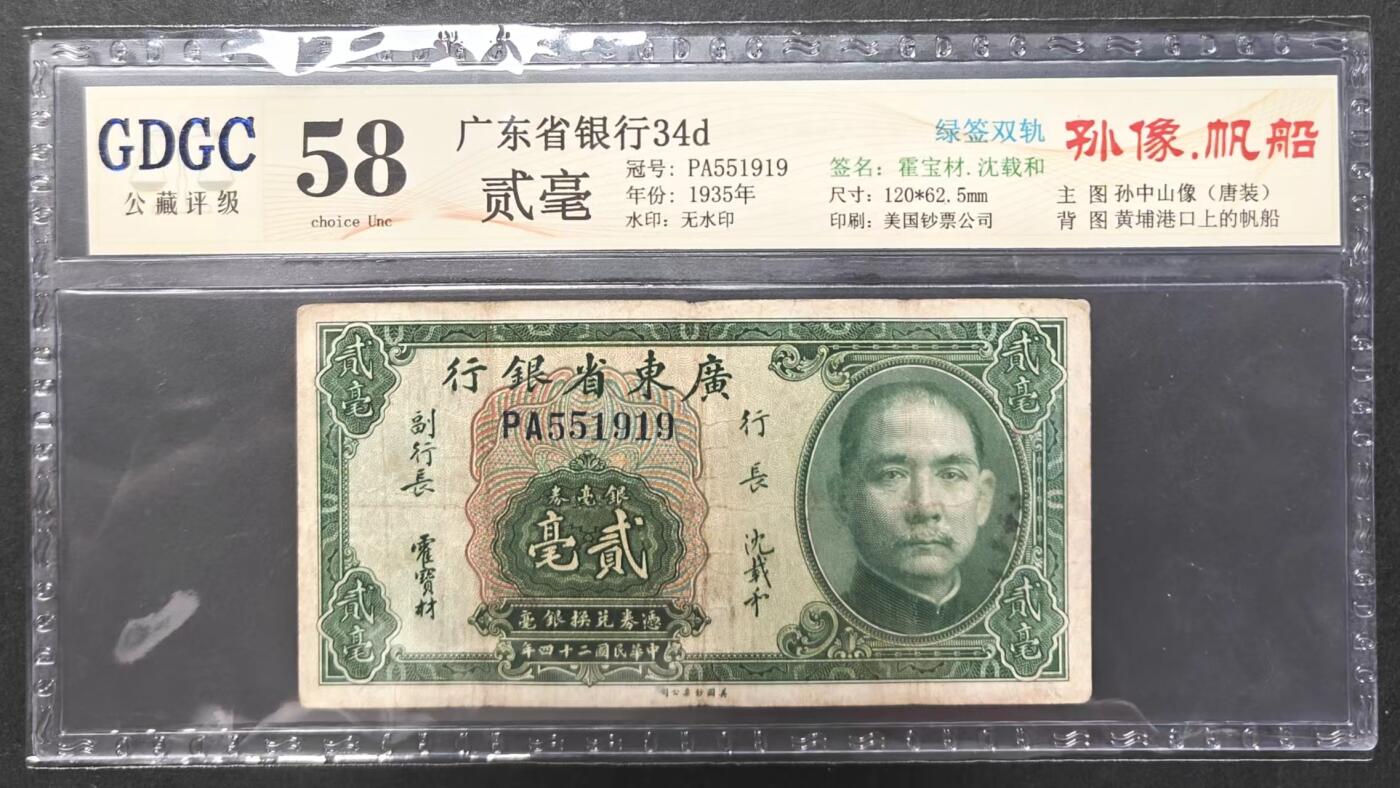 GDGC
公藏评级
58
choice Unc
广东省银行34d
贰毫
冠号: PA551919
年份: 1935年
水印: 无水印
绿签双轨
签名: 霍宝材.沈载和
尺寸: 120*62.5mm
印刷: 美国钞票公司
孙像.帆船
主 图 孙中山像（唐装）
背 图 黄埔港口上的帆船
行銀省東廣
PA551919
貳毫
貳毫
副行長
霍寶材
行長
沈載和
券毫銀
毫貳
毫銀換兌券憑
年四十二國民華中
貳毫
貳毫
司公票鈔國美